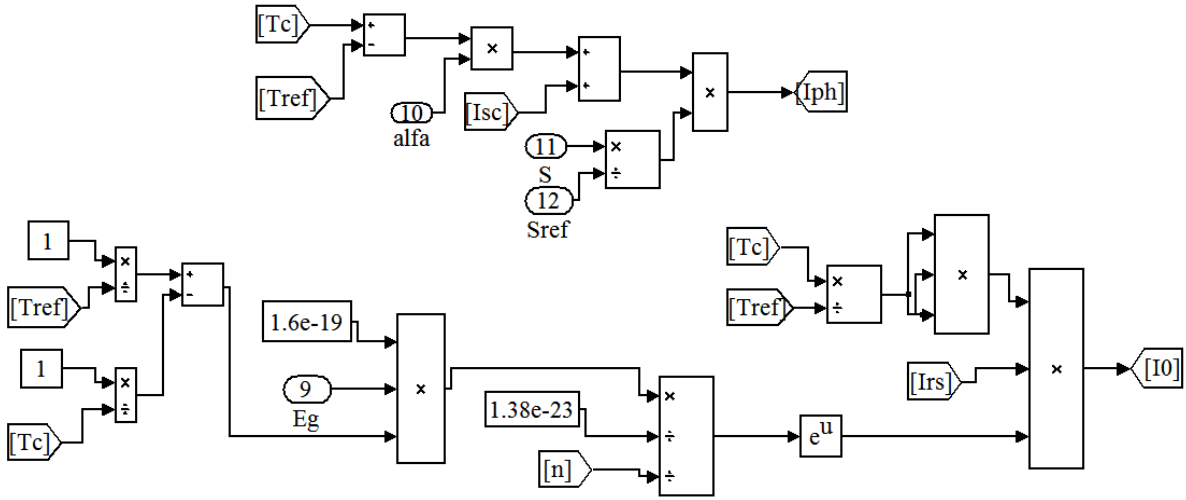 [Tc]
+
−
[Tref]
×
10
alfa
+
+
[Isc]
×
[Iph]
11
S
×
÷
12
Sref
1
×
÷
[Tref]
+
−
1
×
÷
[Tc]
1.6e-19
9
Eg
×
1.38e-23
[n]
×
÷
÷
e^u
[Tc]
[Tref]
×
÷
×
[Irs]
×
[I0]